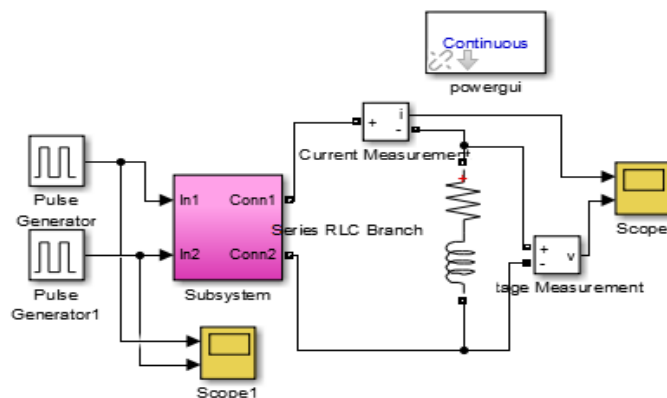 Continuous
powergui
i
+
-
Current Measurement
Pulse
Generator
In1
Conn1
Scope
Series RLC Branch
+
-
v
In2
Conn2
tage Measurement
Pulse
Generator1
Subsystem
Scope1